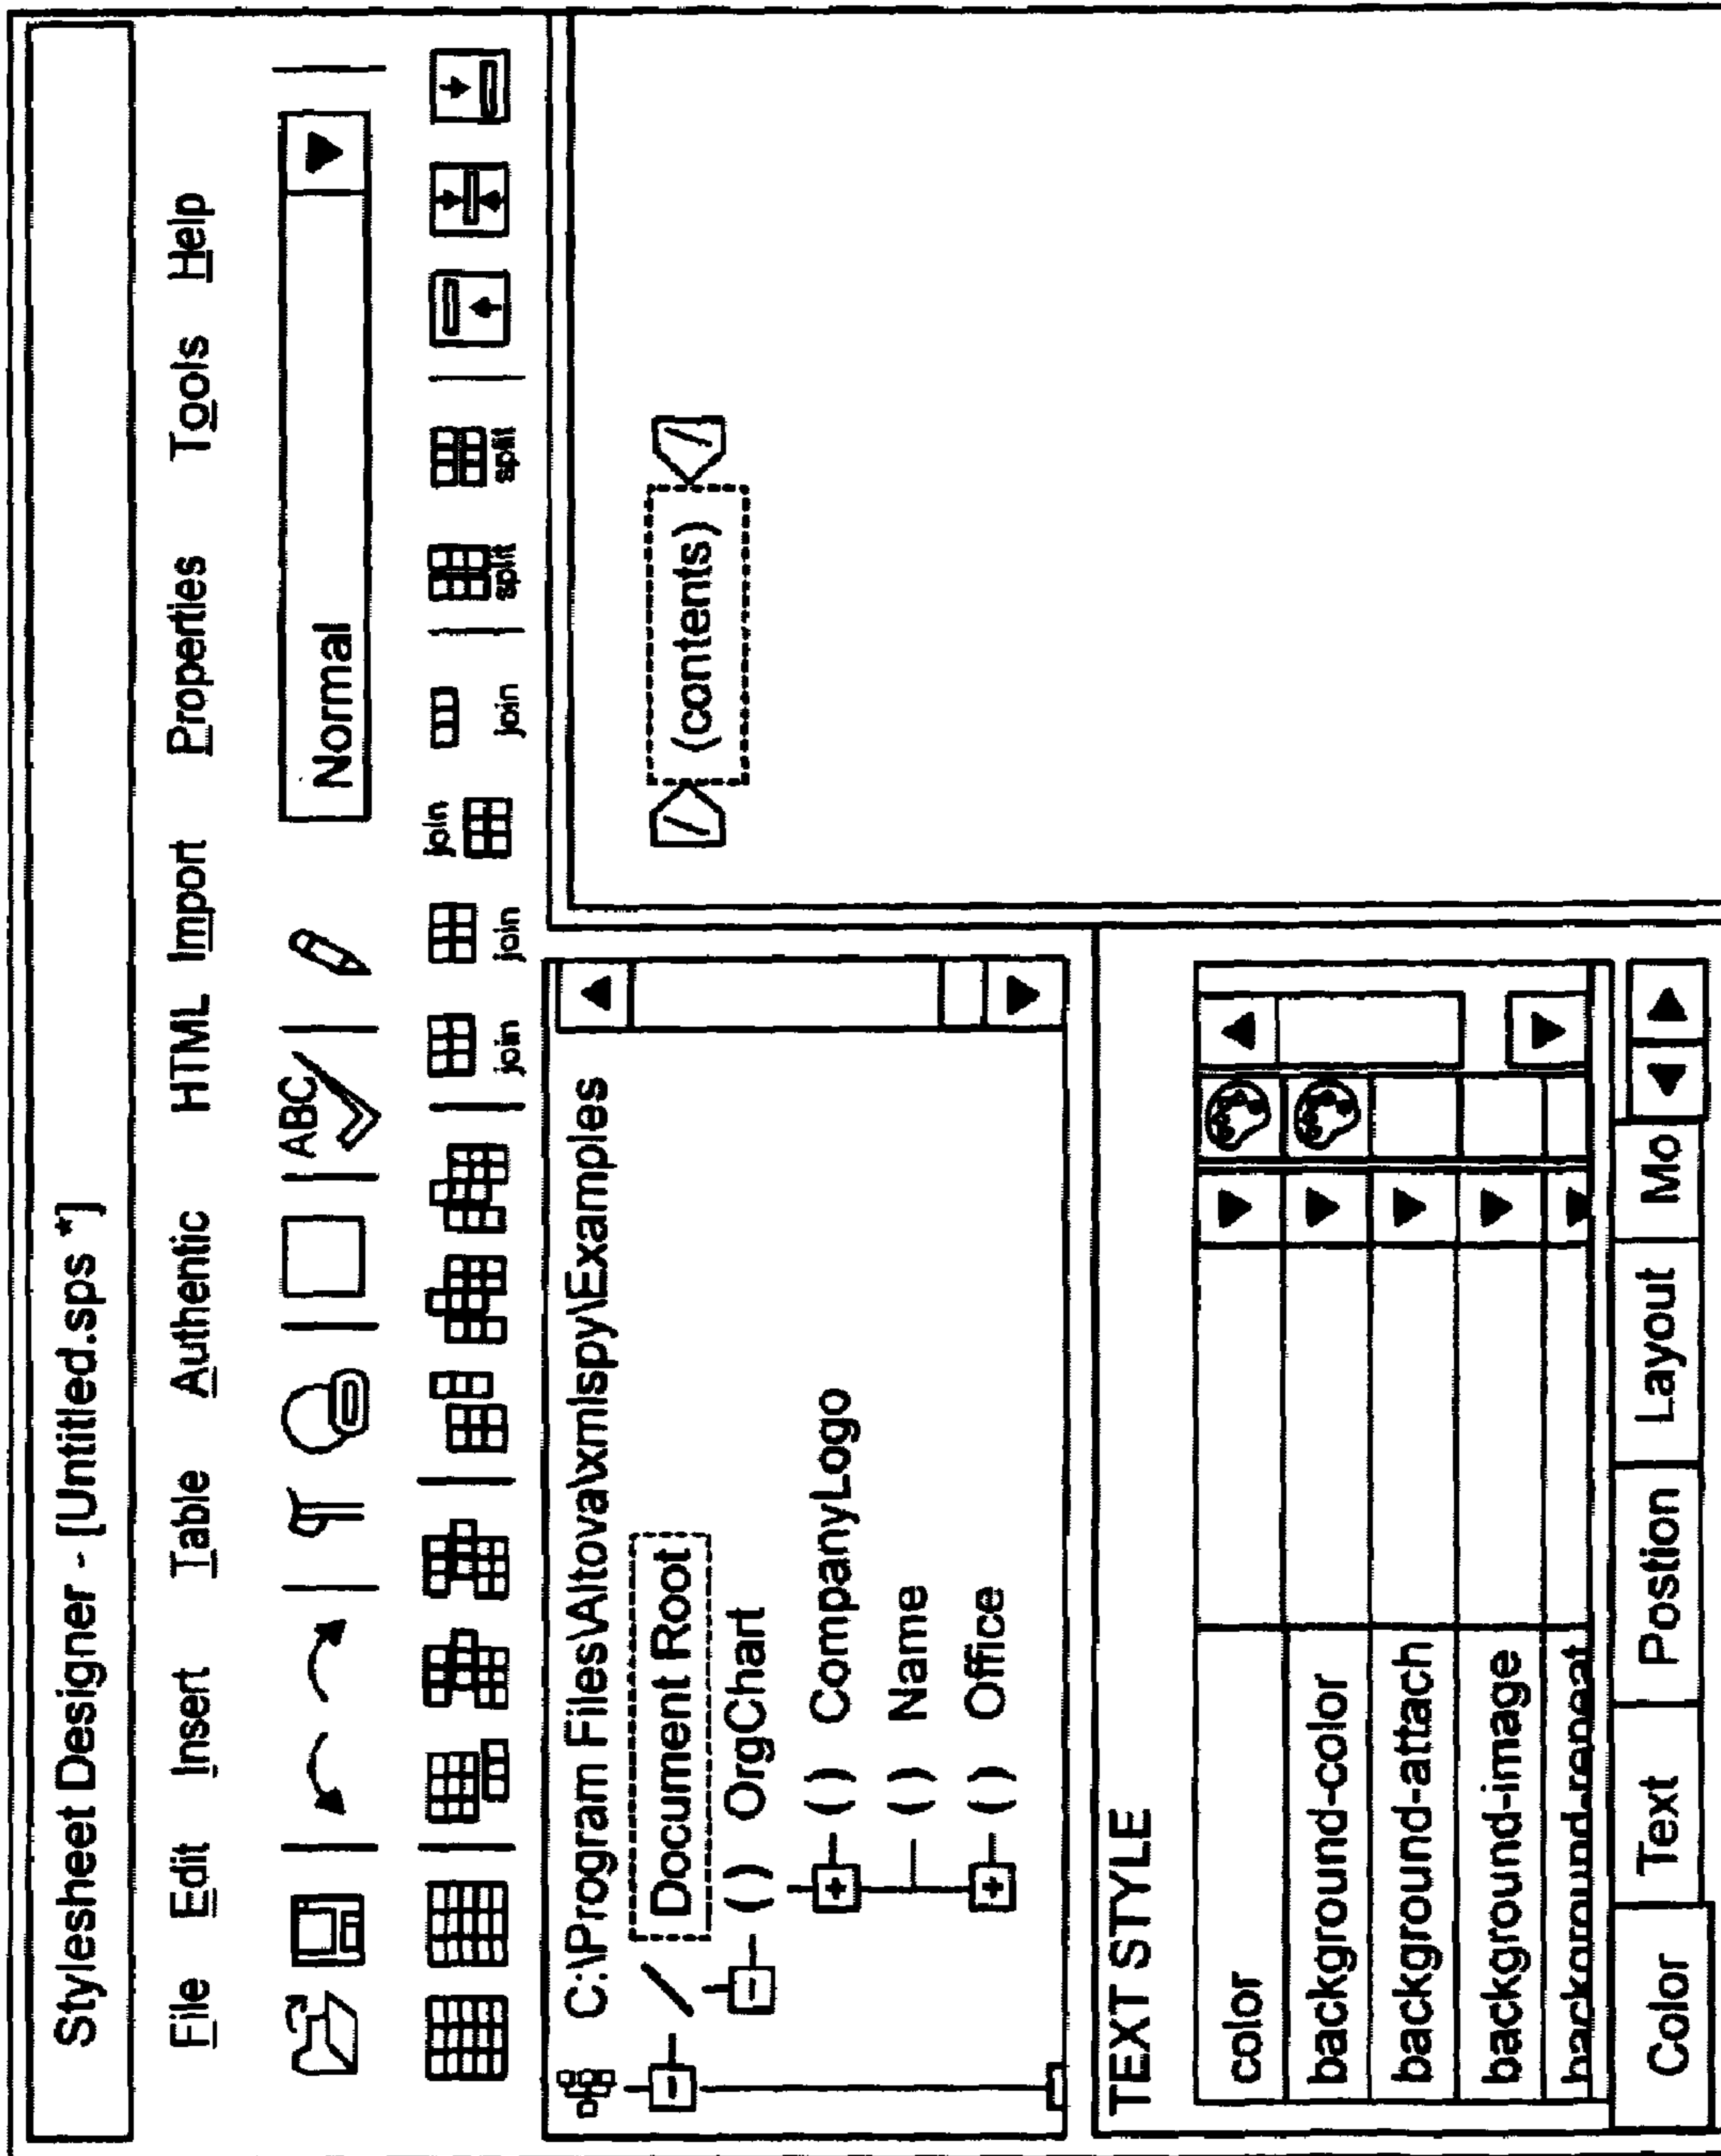 Stylesheet Designer - [Untitled.sps *]
File Edit Insert Table Authentic HTML Import Properties Tools Help
ABC Normal
join join join join split split
C:\Program Files\Altova\xmlspy\Examples
/ Document Root
( ) OrgChart
( ) CompanyLogo
( ) Name
( ) Office
/ (contents) /
TEXT STYLE
color
background-color
background-attach
background-image
background-repeat
Color Text Postion Layout Mo